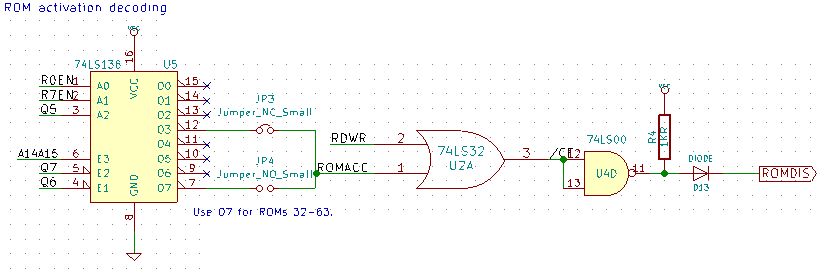 ROM activation decoding
Vcc
16
74LS136 U5
R0EN 1 A0 VCC O0 15
R7EN 2 A1 O1 14
Q5 3 A2 O2 13
O3 12
O4 11
A14A15 6 E3 O5 10
Q7 5 E2 O6 9
Q6 4 E1 O7 7
GND
8
JP3
Jumper_NC_Small
JP4
Jumper_NO_Small
Use O7 for ROMs 32-63.
RDWR 2
ROMACC 1
74LS32
U2A
3
/CE
12
13
74LS00
U4D
11
Vcc
R4
1KR
DIODE
D13
ROMDIS